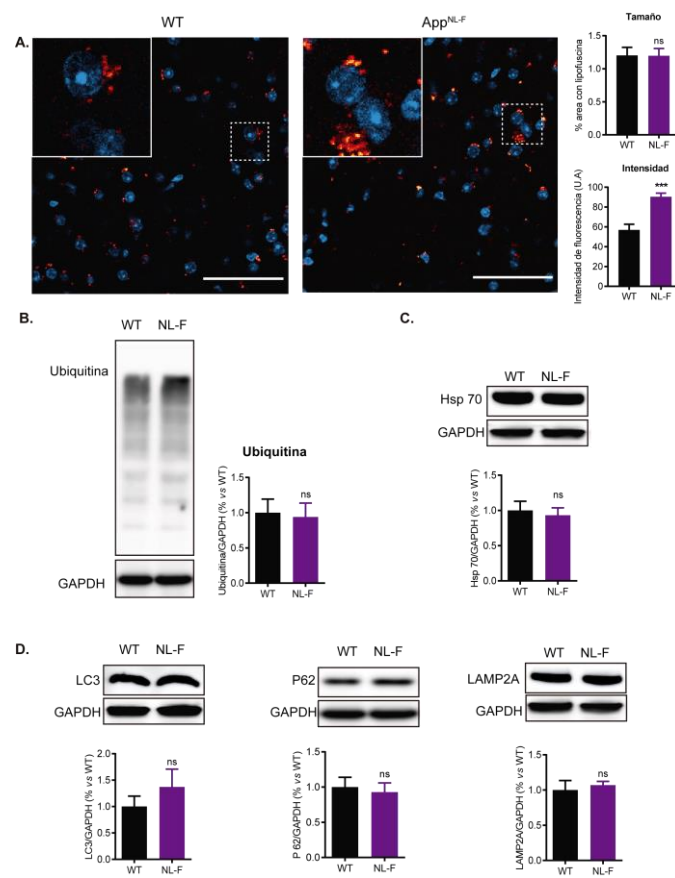 WT
App^NL-F
A.
Tamaño
% area con lipofuscina
1.5
1.0
0.5
0.0
ns
WT
NL-F
Intensidad
Intensidad de fluorescencia (U.A)
100
80
60
40
20
0
***
WT
NL-F
B.
WT NL-F
Ubiquitina
GAPDH
Ubiquitina
Ubiquitina/GAPDH (% vs WT)
1.5
1.0
0.5
0.0
ns
WT
NL-F
C.
WT NL-F
Hsp 70
GAPDH
Hsp 70/GAPDH (% vs WT)
1.5
1.0
0.5
0.0
ns
WT
NL-F
D.
WT NL-F
LC3
GAPDH
LC3/GAPDH (% vs WT)
2.0
1.5
1.0
0.5
0.0
ns
WT
NL-F
WT NL-F
P62
GAPDH
P 62/GAPDH (% vs WT)
1.5
1.0
0.5
0.0
ns
WT
NL-F
WT NL-F
LAMP2A
GAPDH
LAMP2A/GAPDH (% vs WT)
1.5
1.0
0.5
0.0
ns
WT
NL-F